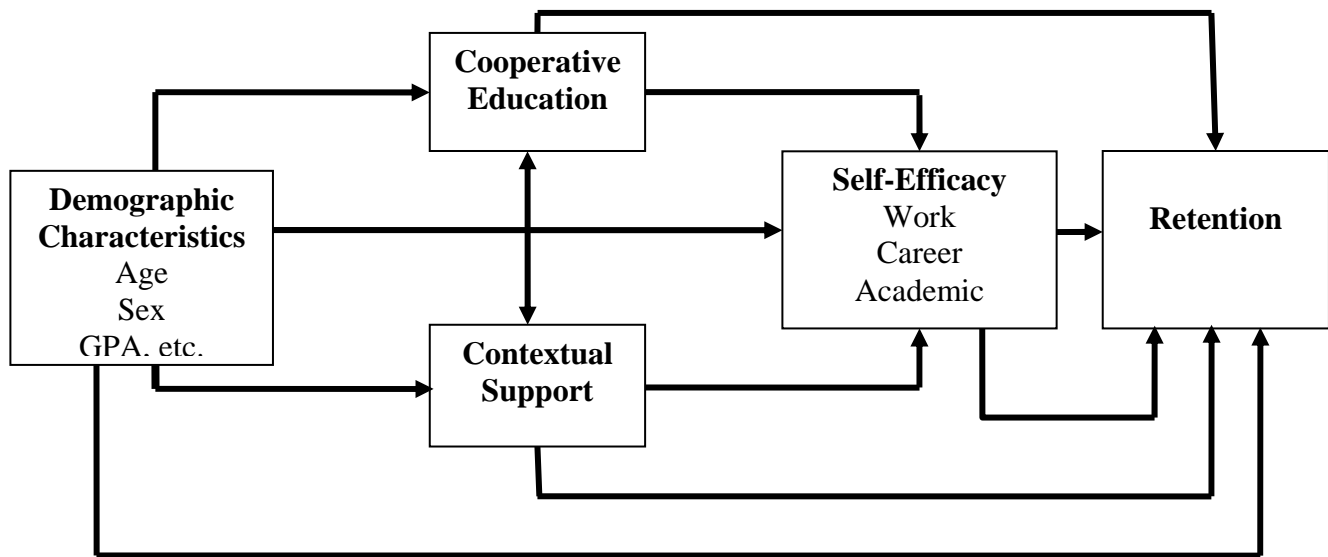 Cooperative
Education
Demographic
Characteristics
Age
Sex
GPA, etc.
Self-Efficacy
Work
Career
Academic
Retention
Contextual
Support